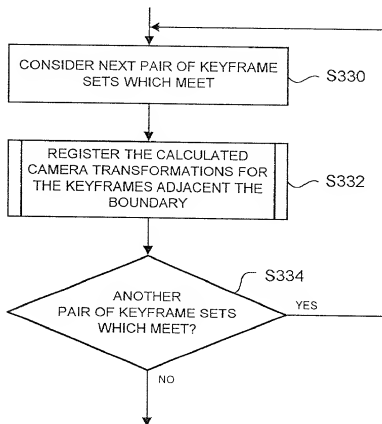 CONSIDER NEXT PAIR OF KEYFRAME
SETS WHICH MEET
S330
REGISTER THE CALCULATED
CAMERA TRANSFORMATIONS FOR
THE KEYFRAMES ADJACENT THE
BOUNDARY
S332
S334
ANOTHER
PAIR OF KEYFRAME SETS
WHICH MEET?
YES
NO